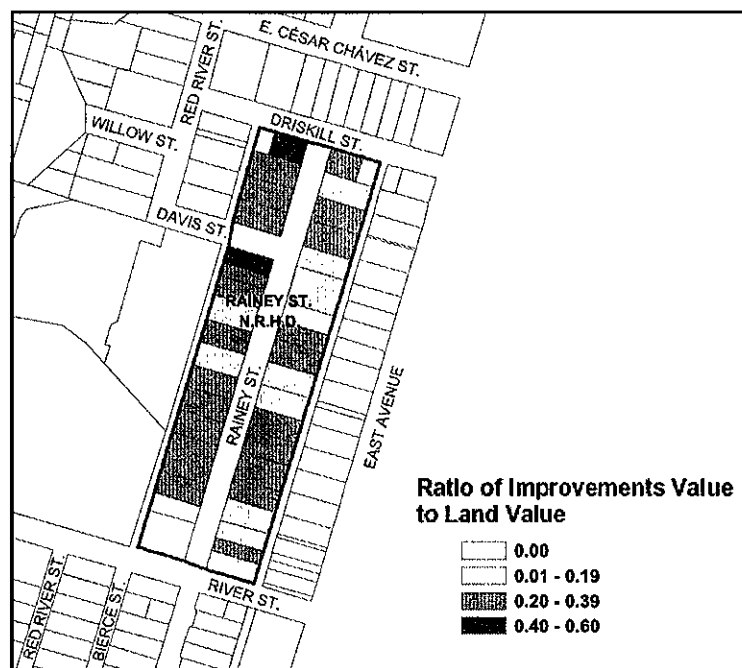 E. CÉSAR CHÁVEZ ST.
RED RIVER ST.
DRISKILL ST.
WILLOW ST.
DAVIS ST.
RAINEY ST.
N.R.H.D.
RAINEY ST.
EAST AVENUE
Ratio of Improvements Value
to Land Value
0.00
0.01 - 0.19
0.20 - 0.39
0.40 - 0.60
RIVER ST.
RED RIVER ST.
BIERCE ST.